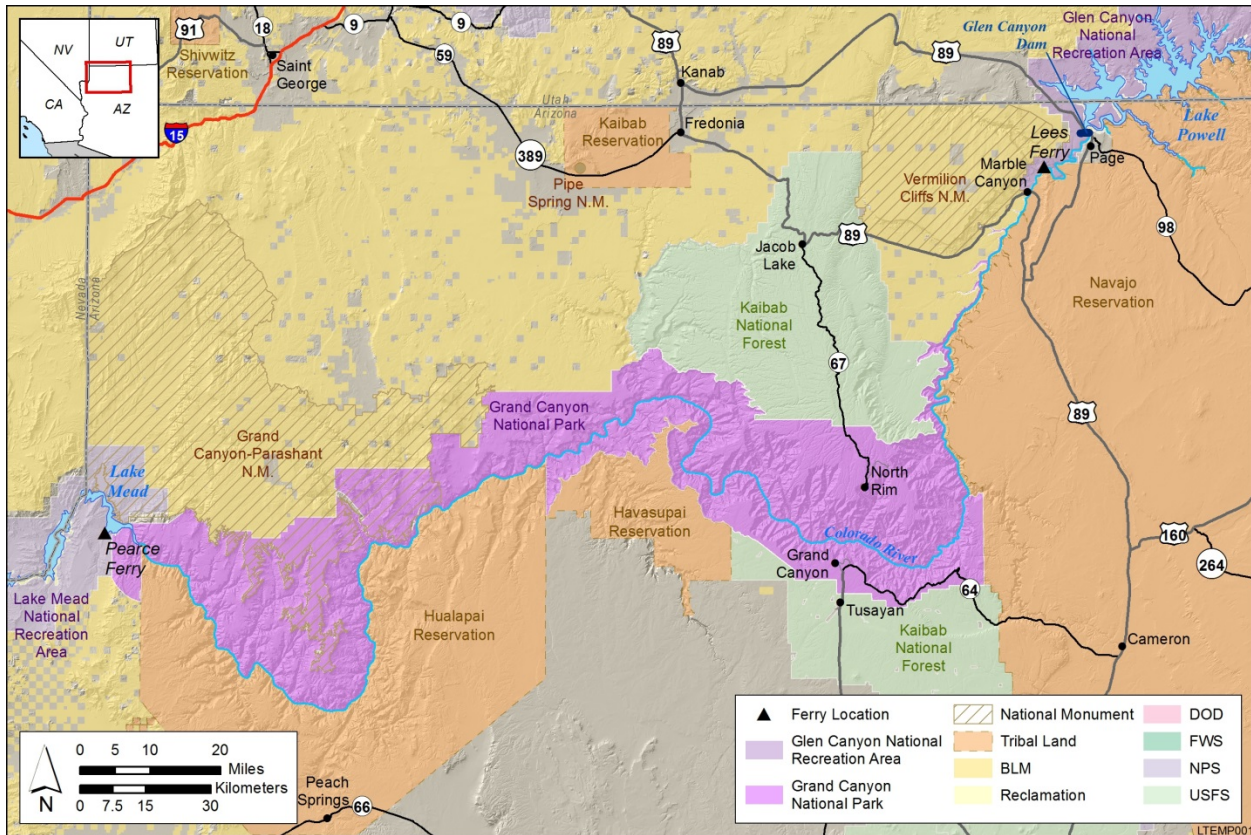 NV
UT
CA
AZ
91
18
9
9
59
89
89
Glen Canyon
National
Recreation Area
Glen Canyon
Dam
Shivwitz
Reservation
Saint
George
Kanab
Utah
Arizona
Kaibab
Reservation
Fredonia
15
389
Lake
Powell
Lees
Ferry
Page
Marble
Canyon
Pipe
Spring N.M.
Vermilion
Cliffs N.M.
Jacob
Lake
89
98
Nevada
Arizona
Navajo
Reservation
Kaibab
National
Forest
67
89
Grand Canyon
National Park
Grand
Canyon-Parashant
N.M.
Lake
Mead
North
Rim
Havasupai
Reservation
Pearce
Ferry
Colorado River
160
264
Grand
Canyon
64
Lake Mead
National
Recreation
Area
Hualapai
Reservation
Tusayan
Kaibab
National
Forest
Cameron
N
0 5 10 20
Miles
Kilometers
0 7.5 15 30
Peach
Springs
66
Ferry Location
Glen Canyon National
Recreation Area
Grand Canyon
National Park
National Monument
Tribal Land
BLM
Reclamation
DOD
FWS
NPS
USFS
LTEMP001